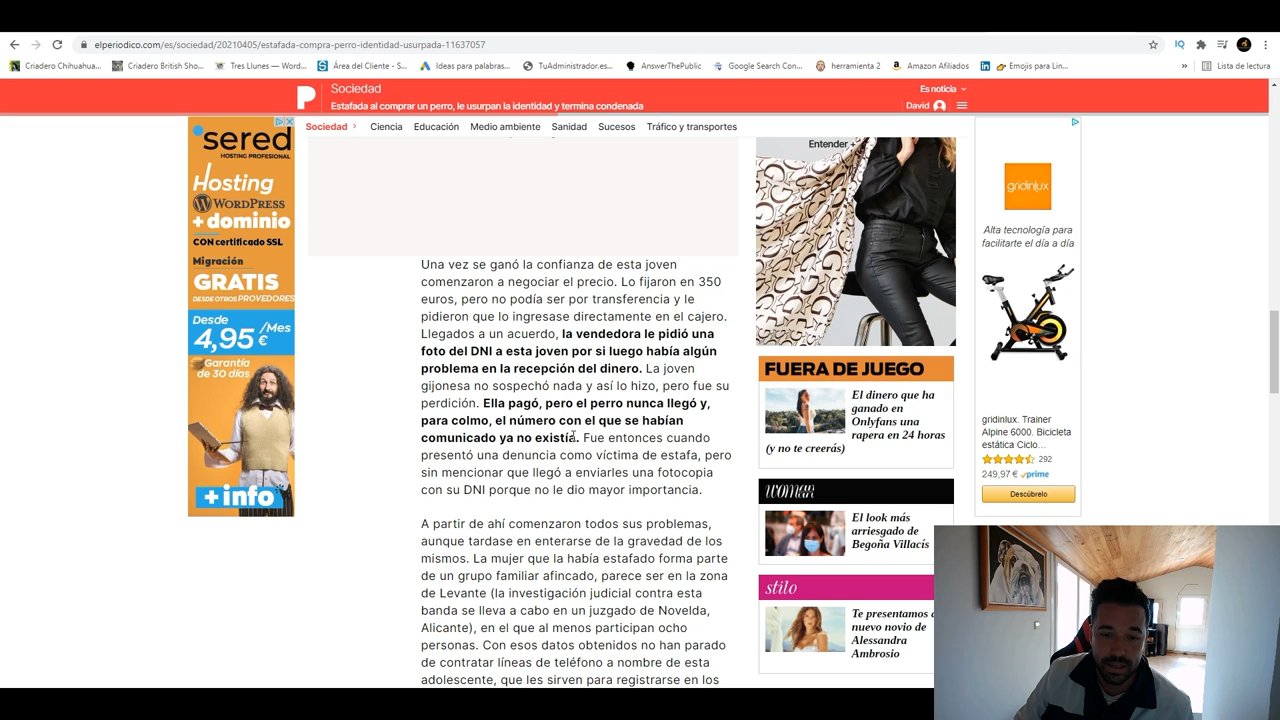 elperiodico.com/es/sociedad/20210405/estafada-compra-perro-identidad-usurpada-11637057
IQ
Criadero Chihuahua...
Criadero British Sho...
Tres Llunes — Word...
Área del Cliente - S...
Ideas para palabras...
TuAdministrador.es...
AnswerThePublic
Google Search Con...
herramienta 2
Amazon Afiliados
Emojis para Lin...
»
Lista de lectura
P
Sociedad
Estafada al comprar un perro, le usurpan la identidad y termina condenada
Es noticia
David
Sociedad
Ciencia
Educación
Medio ambiente
Sanidad
Sucesos
Tráfico y transportes
sered
HOSTING PROFESIONAL
Hosting
WORDPRESS
+ dominio
CON certificado SSL
Migración
GRATIS
DESDE OTROS PROVEEDORES
Desde
4,95 €/Mes
Garantía
de 30 días
+ info
Una vez se ganó la confianza de esta joven
comenzaron a negociar el precio. Lo fijaron en 350
euros, pero no podía ser por transferencia y le
pidieron que lo ingresase directamente en el cajero.
Llegados a un acuerdo, la vendedora le pidió una
foto del DNI a esta joven por si luego había algún
problema en la recepción del dinero. La joven
gijonesa no sospechó nada y así lo hizo, pero fue su
perdición. Ella pagó, pero el perro nunca llegó y,
para colmo, el número con el que se habían
comunicado ya no existía. Fue entonces cuando
presentó una denuncia como víctima de estafa, pero
sin mencionar que llegó a enviarles una fotocopia
con su DNI porque no le dio mayor importancia.
A partir de ahí comenzaron todos sus problemas,
aunque tardase en enterarse de la gravedad de los
mismos. La mujer que la había estafado forma parte
de un grupo familiar afincado, parece ser en la zona
de Levante (la investigación judicial contra esta
banda se lleva a cabo en un juzgado de Novelda,
Alicante), en el que al menos participan ocho
personas. Con esos datos obtenidos no han parado
de contratar líneas de teléfono a nombre de esta
adolescente, que les sirven para registrarse en los
Entender +
FUERA DE JUEGO
El dinero que ha
ganado en
Onlyfans una
rapera en 24 horas
(y no te creerás)
woman
El look más
arriesgado de
Begoña Villacís
stilo
Te presentamos a
nuevo novio de
Alessandra
Ambrosio
gridinlux
Alta tecnología para
facilitarte el día a día
gridinlux. Trainer
Alpine 6000. Bicicleta
estática Ciclo...
292
249,97 € prime
Descúbrelo